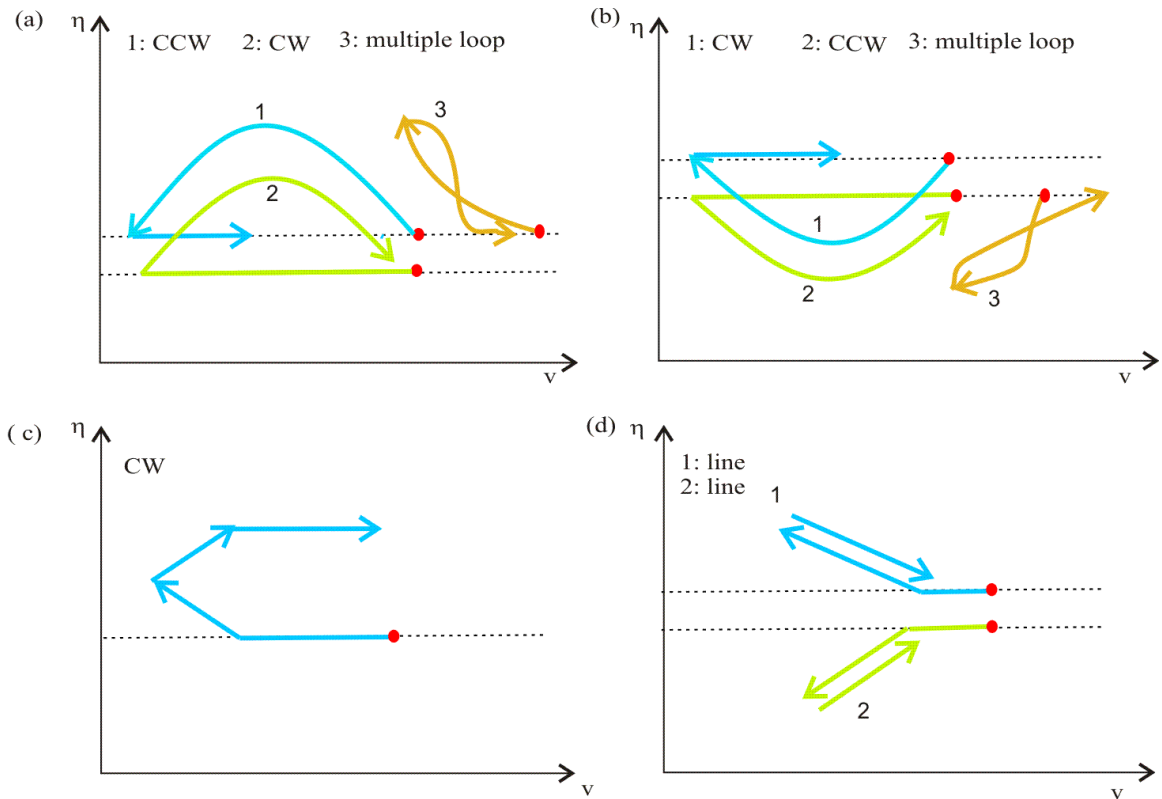 (a)
η
1: CCW 2: CW 3: multiple loop
1
2
3
v
(b)
η
1: CW 2: CCW 3: multiple loop
1
2
3
v
( c)
η
CW
v
(d)
η
1: line
2: line
1
2
v